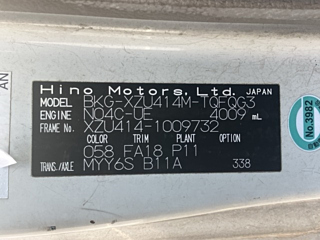 Hino Motors, Ltd. JAPAN
MODEL BKG-XZU414M-TQFQG3
ENGINE N04C-UE 4009 mL
FRAME No. XZU414-1009732
COLOR TRIM PLANT OPTION
058 FA18 P11
TRANS./AXLE MYY6S B11A 338
No.3982
AN